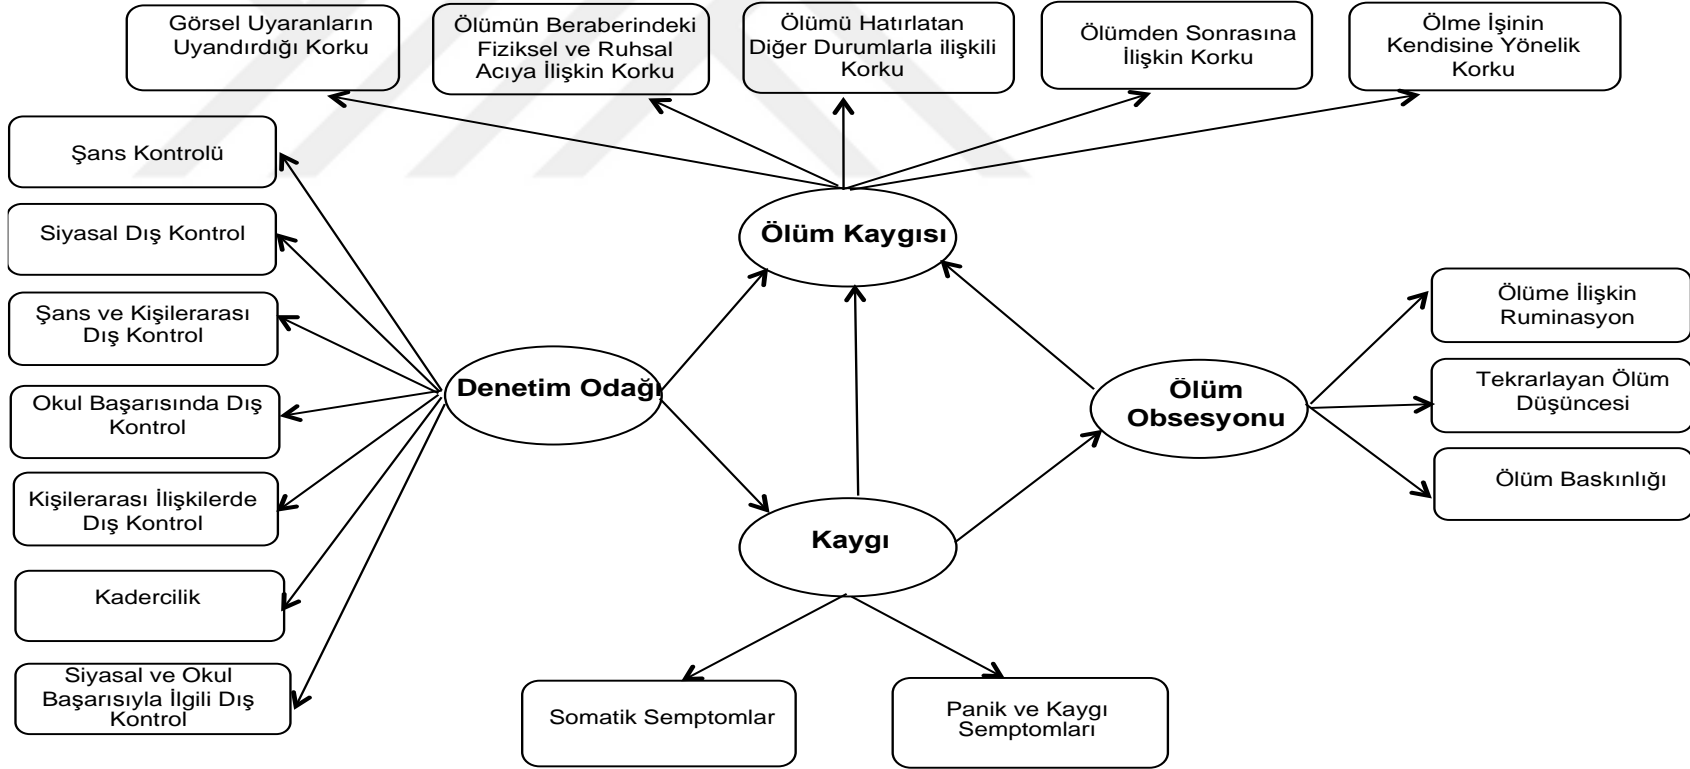 Görsel Uyaranların
Uyandırdığı Korku
Ölümün Beraberindeki
Fiziksel ve Ruhsal
Acıya İlişkin Korku
Ölümü Hatırlatan
Diğer Durumlarla ilişkili
Korku
Ölümden Sonrasına
İlişkin Korku
Ölme İşinin
Kendisine Yönelik
Korku
Şans Kontrolü
Siyasal Dış Kontrol
Şans ve Kişilerarası
Dış Kontrol
Okul Başarısında Dış
Kontrol
Kişilerarası İlişkilerde
Dış Kontrol
Kadercilik
Siyasal ve Okul
Başarısıyla İlgili Dış
Kontrol
Ölüm Kaygısı
Denetim Odağı
Kaygı
Ölüm
Obsesyonu
Ölüme İlişkin
Ruminasyon
Tekrarlayan Ölüm
Düşüncesi
Ölüm Baskınlığı
Somatik Semptomlar
Panik ve Kaygı
Semptomları